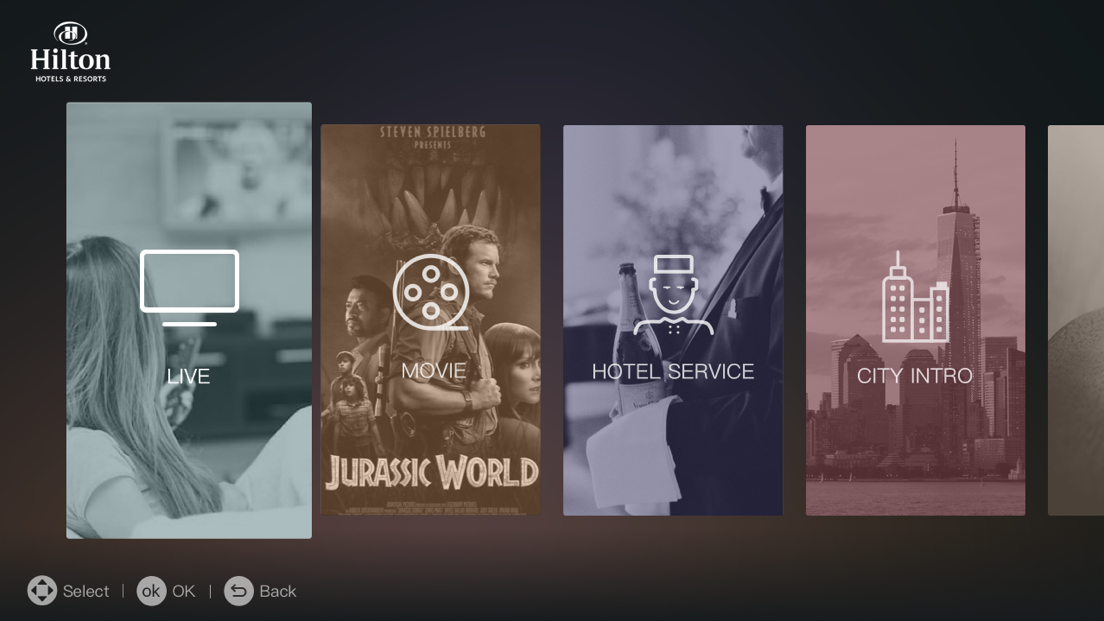 Hilton
HOTELS & RESORTS
STEVEN SPIELBERG
PRESENTS
LIVE
MOVIE
HOTEL SERVICE
CITY INTRO
JURASSIC WORLD
Select | ok OK | Back